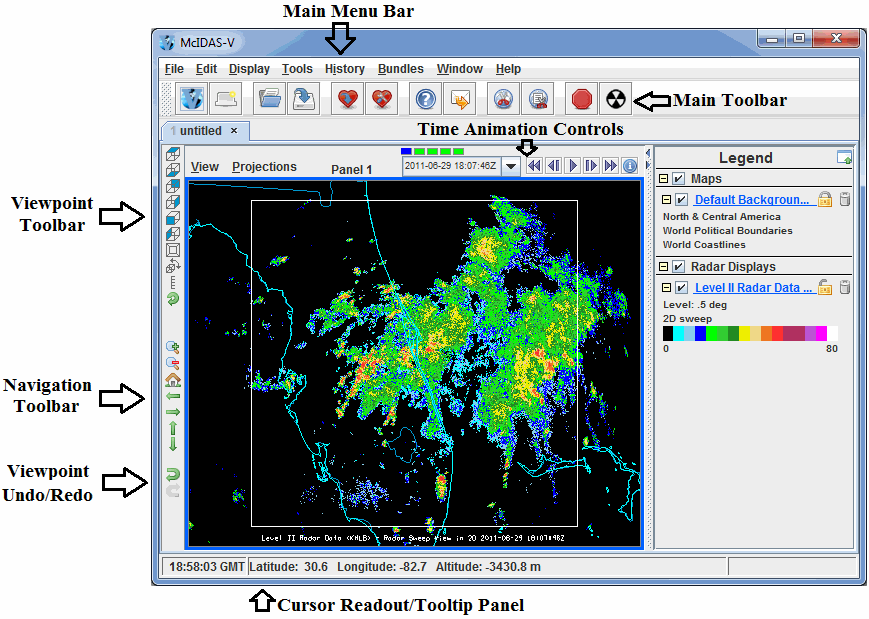 Main Menu Bar
McIDAS-V
File Edit Display Tools History Bundles Window Help
Main Toolbar
1 untitled ×
Time Animation Controls
View Projections Panel 1 2011-06-29 18:07:46Z
Legend
Maps
Default Backgroun...
North & Central America
World Political Boundaries
World Coastlines
Radar Displays
Level II Radar Data ...
Level: .5 deg
2D sweep
0 80
Viewpoint
Toolbar
Navigation
Toolbar
Viewpoint
Undo/Redo
Level II Radar Data (KMLB) - Radar Sweep View in 2D 2011-06-29 18:07:46Z
18:58:03 GMT Latitude: 30.6 Longitude: -82.7 Altitude: -3430.8 m
Cursor Readout/Tooltip Panel